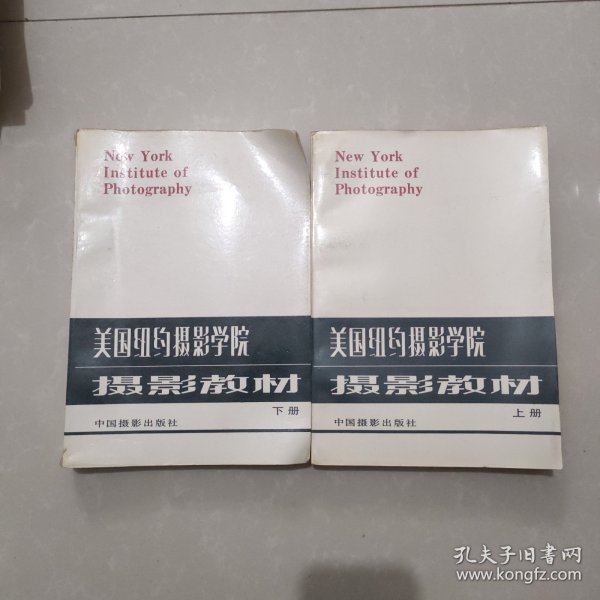 New York
Institute of
Photography
美国纽约摄影学院
摄影教材
下册
中国摄影出版社
New York
Institute of
Photography
美国纽约摄影学院
摄影教材
上册
中国摄影出版社
孔夫子旧书网
www.kongfz.com